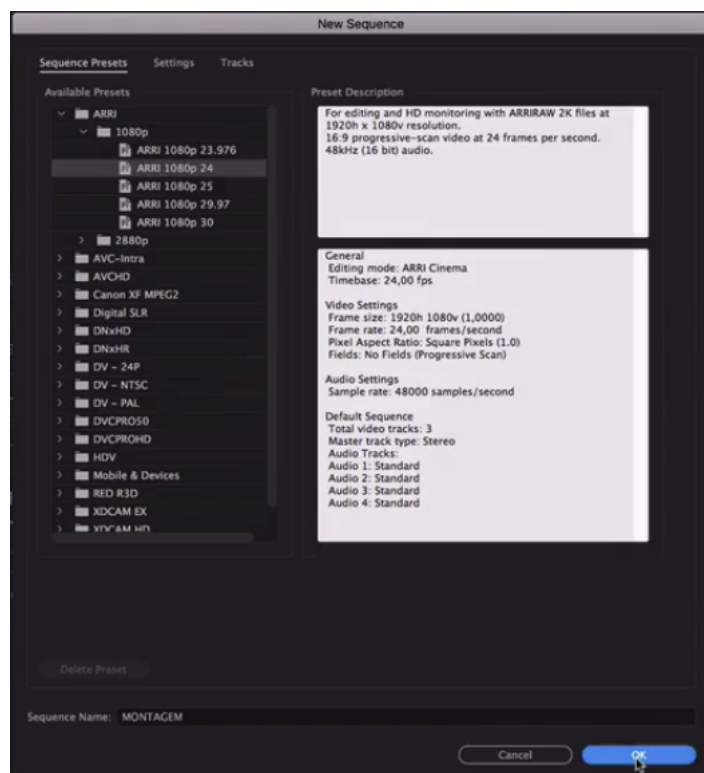 New Sequence
Sequence Presets Settings Tracks
Available Presets
ARRI
1080p
ARRI 1080p 23.976
ARRI 1080p 24
ARRI 1080p 25
ARRI 1080p 29.97
ARRI 1080p 30
2880p
AVC-Intra
AVCHD
Canon XF MPEG2
Digital SLR
DNxHD
DNxHR
DV – 24P
DV – NTSC
DV – PAL
DVCPRO50
DVCPROHD
HDV
Mobile & Devices
RED R3D
XDCAM EX
XDCAM HD
Preset Description
For editing and HD monitoring with ARRIRAW 2K files at
1920h x 1080v resolution.
16:9 progressive-scan video at 24 frames per second.
48kHz (16 bit) audio.
General
Editing mode: ARRI Cinema
Timebase: 24,00 fps
Video Settings
Frame size: 1920h 1080v (1,0000)
Frame rate: 24,00 frames/second
Pixel Aspect Ratio: Square Pixels (1.0)
Fields: No Fields (Progressive Scan)
Audio Settings
Sample rate: 48000 samples/second
Default Sequence
Total video tracks: 3
Master track type: Stereo
Audio Tracks:
Audio 1: Standard
Audio 2: Standard
Audio 3: Standard
Audio 4: Standard
Delete Preset
Sequence Name: MONTAGEM
Cancel OK